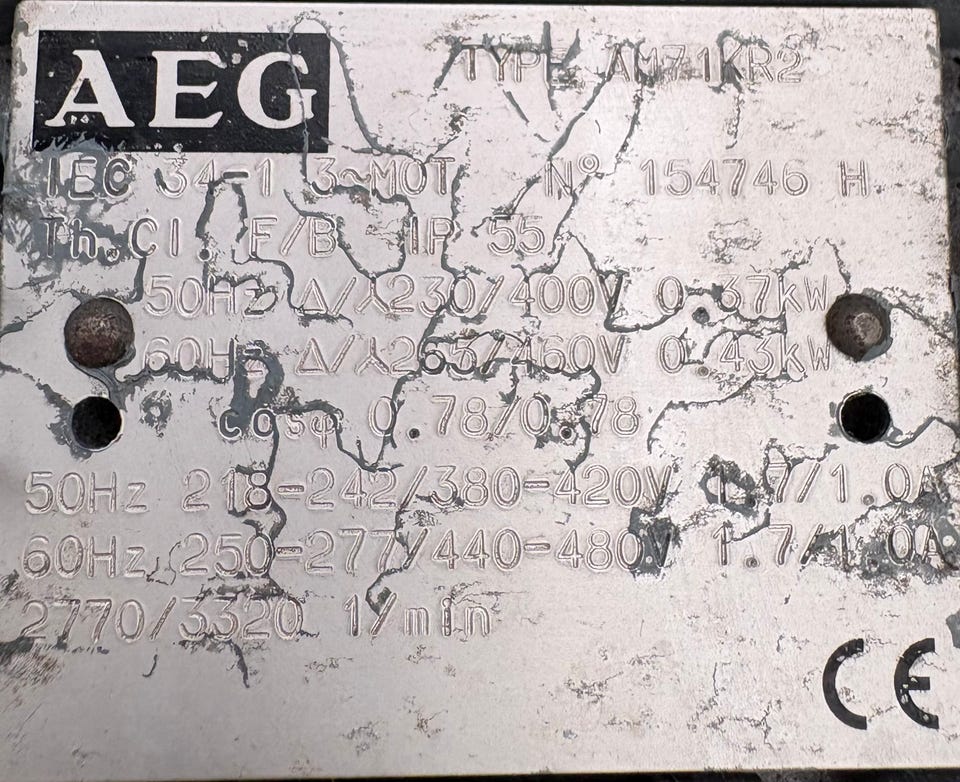 AEG TYPE AM71KR2
IEC 34-1 3~MOT Nº 154746 H
Th.Cl. F/B IP 55
50Hz Δ/⅄230/400V 0.37kW
60Hz Δ/⅄265/460V 0.43kW
cosφ 0.78/0.78
50Hz 218-242/380-420V 1.7/1.0A
60Hz 250-277/440-480V 1.7/1.0A
2770/3320 1/min
CE